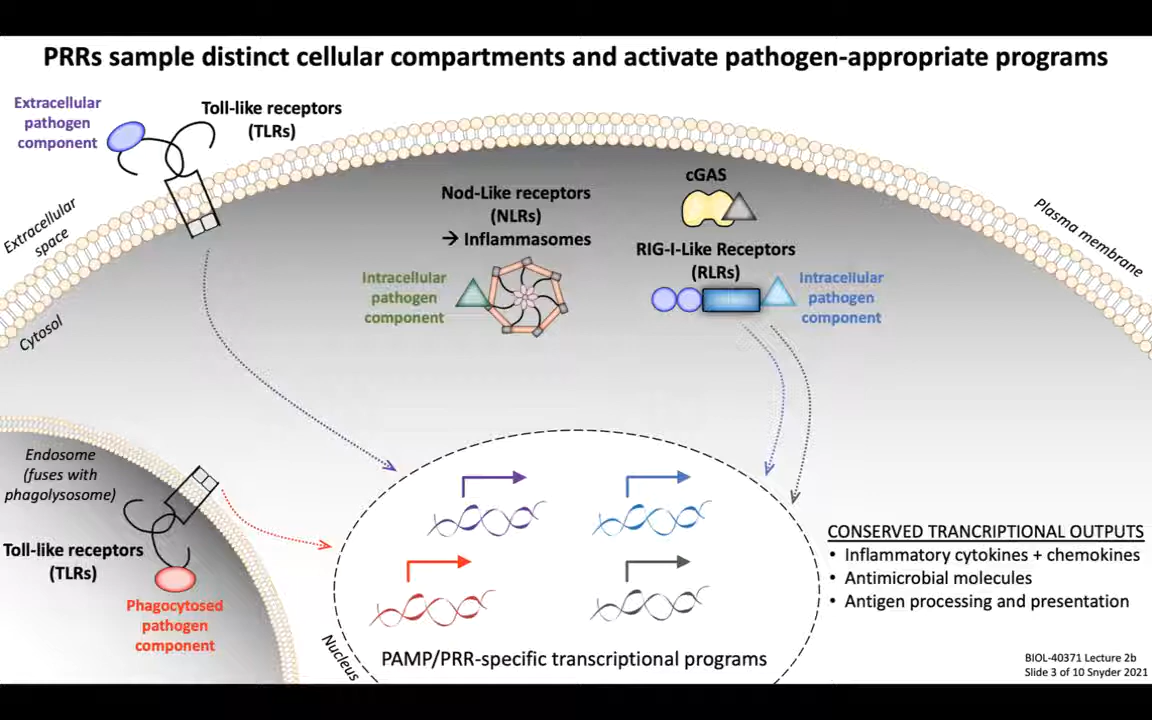 PRRs sample distinct cellular compartments and activate pathogen-appropriate programs
Extracellular
pathogen
component
Toll-like receptors
(TLRs)
Extracellular
space
Cytosol
Nod-Like receptors
(NLRs)
→ Inflammasomes
Intracellular
pathogen
component
cGAS
RIG-I-Like Receptors
(RLRs)
Intracellular
pathogen
component
Plasma membrane
Endosome
(fuses with
phagolysosome)
Toll-like receptors
(TLRs)
Phagocytosed
pathogen
component
Nucleus
PAMP/PRR-specific transcriptional programs
CONSERVED TRANCRIPTIONAL OUTPUTS
• Inflammatory cytokines + chemokines
• Antimicrobial molecules
• Antigen processing and presentation
BIOL-40371 Lecture 2b
Slide 3 of 10 Snyder 2021